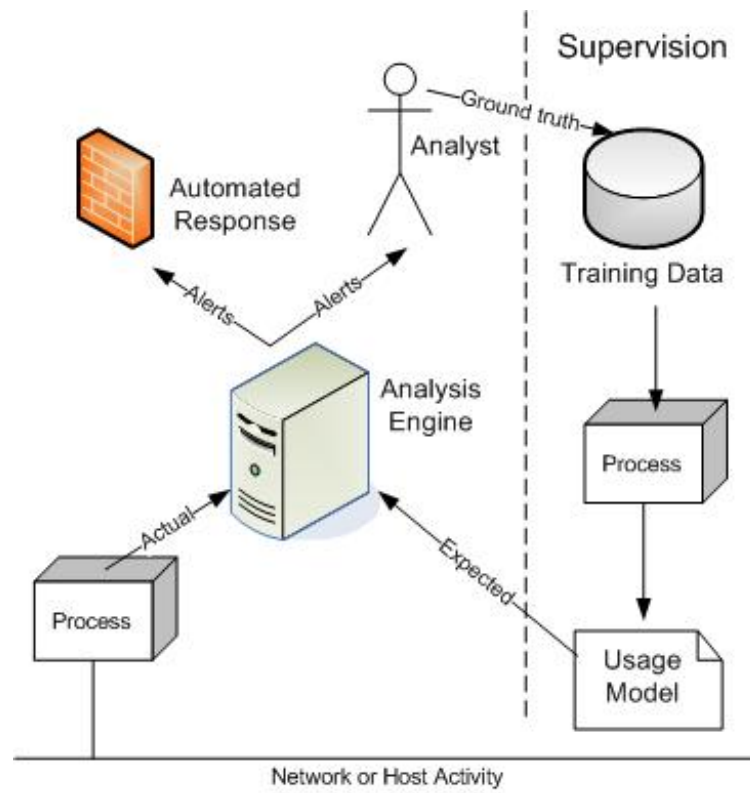 Supervision
Ground truth
Analyst
Automated
Response
Training Data
Alerts
Alerts
Analysis
Engine
Process
Actual
Expected
Process
Usage
Model
Network or Host Activity